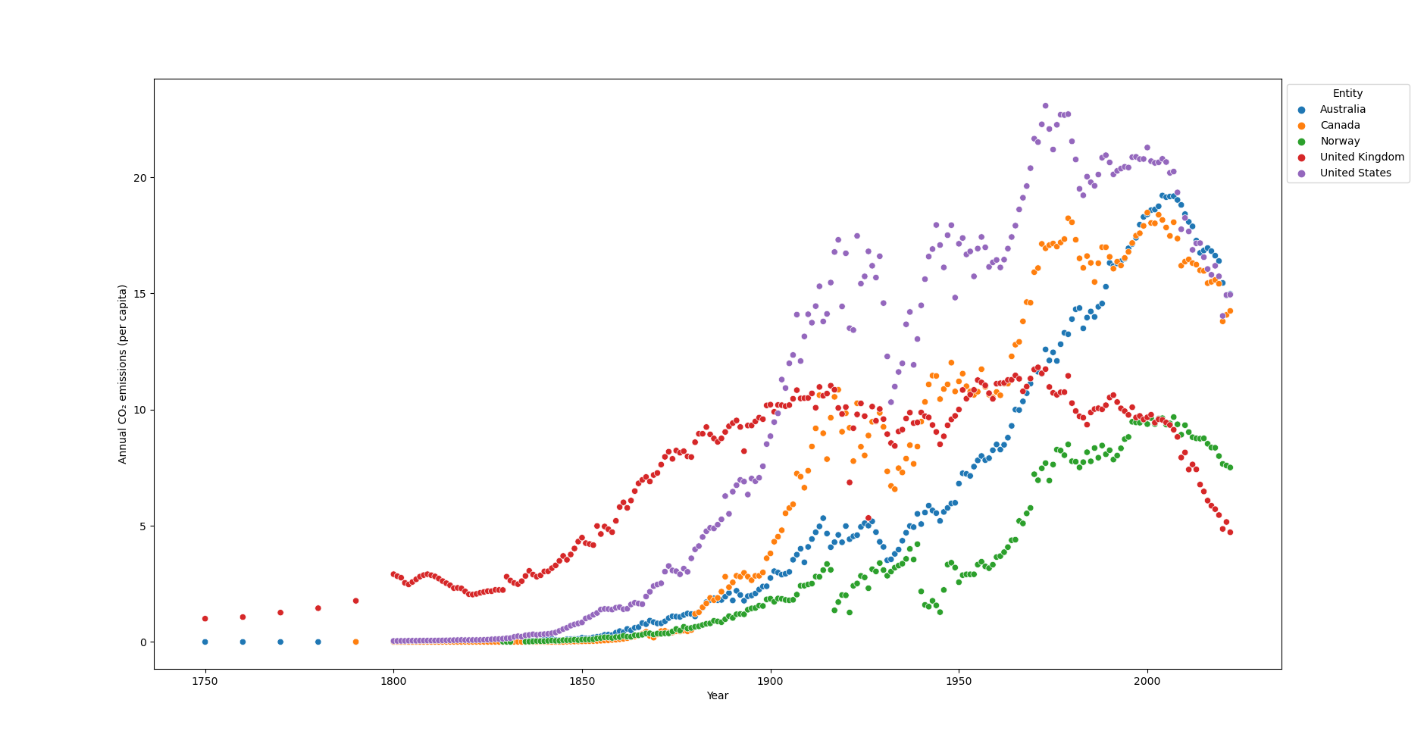 Entity
Australia
Canada
Norway
United Kingdom
United States
Annual CO₂ emissions (per capita)
20
15
10
5
0
1750 1800 1850 1900 1950 2000
Year